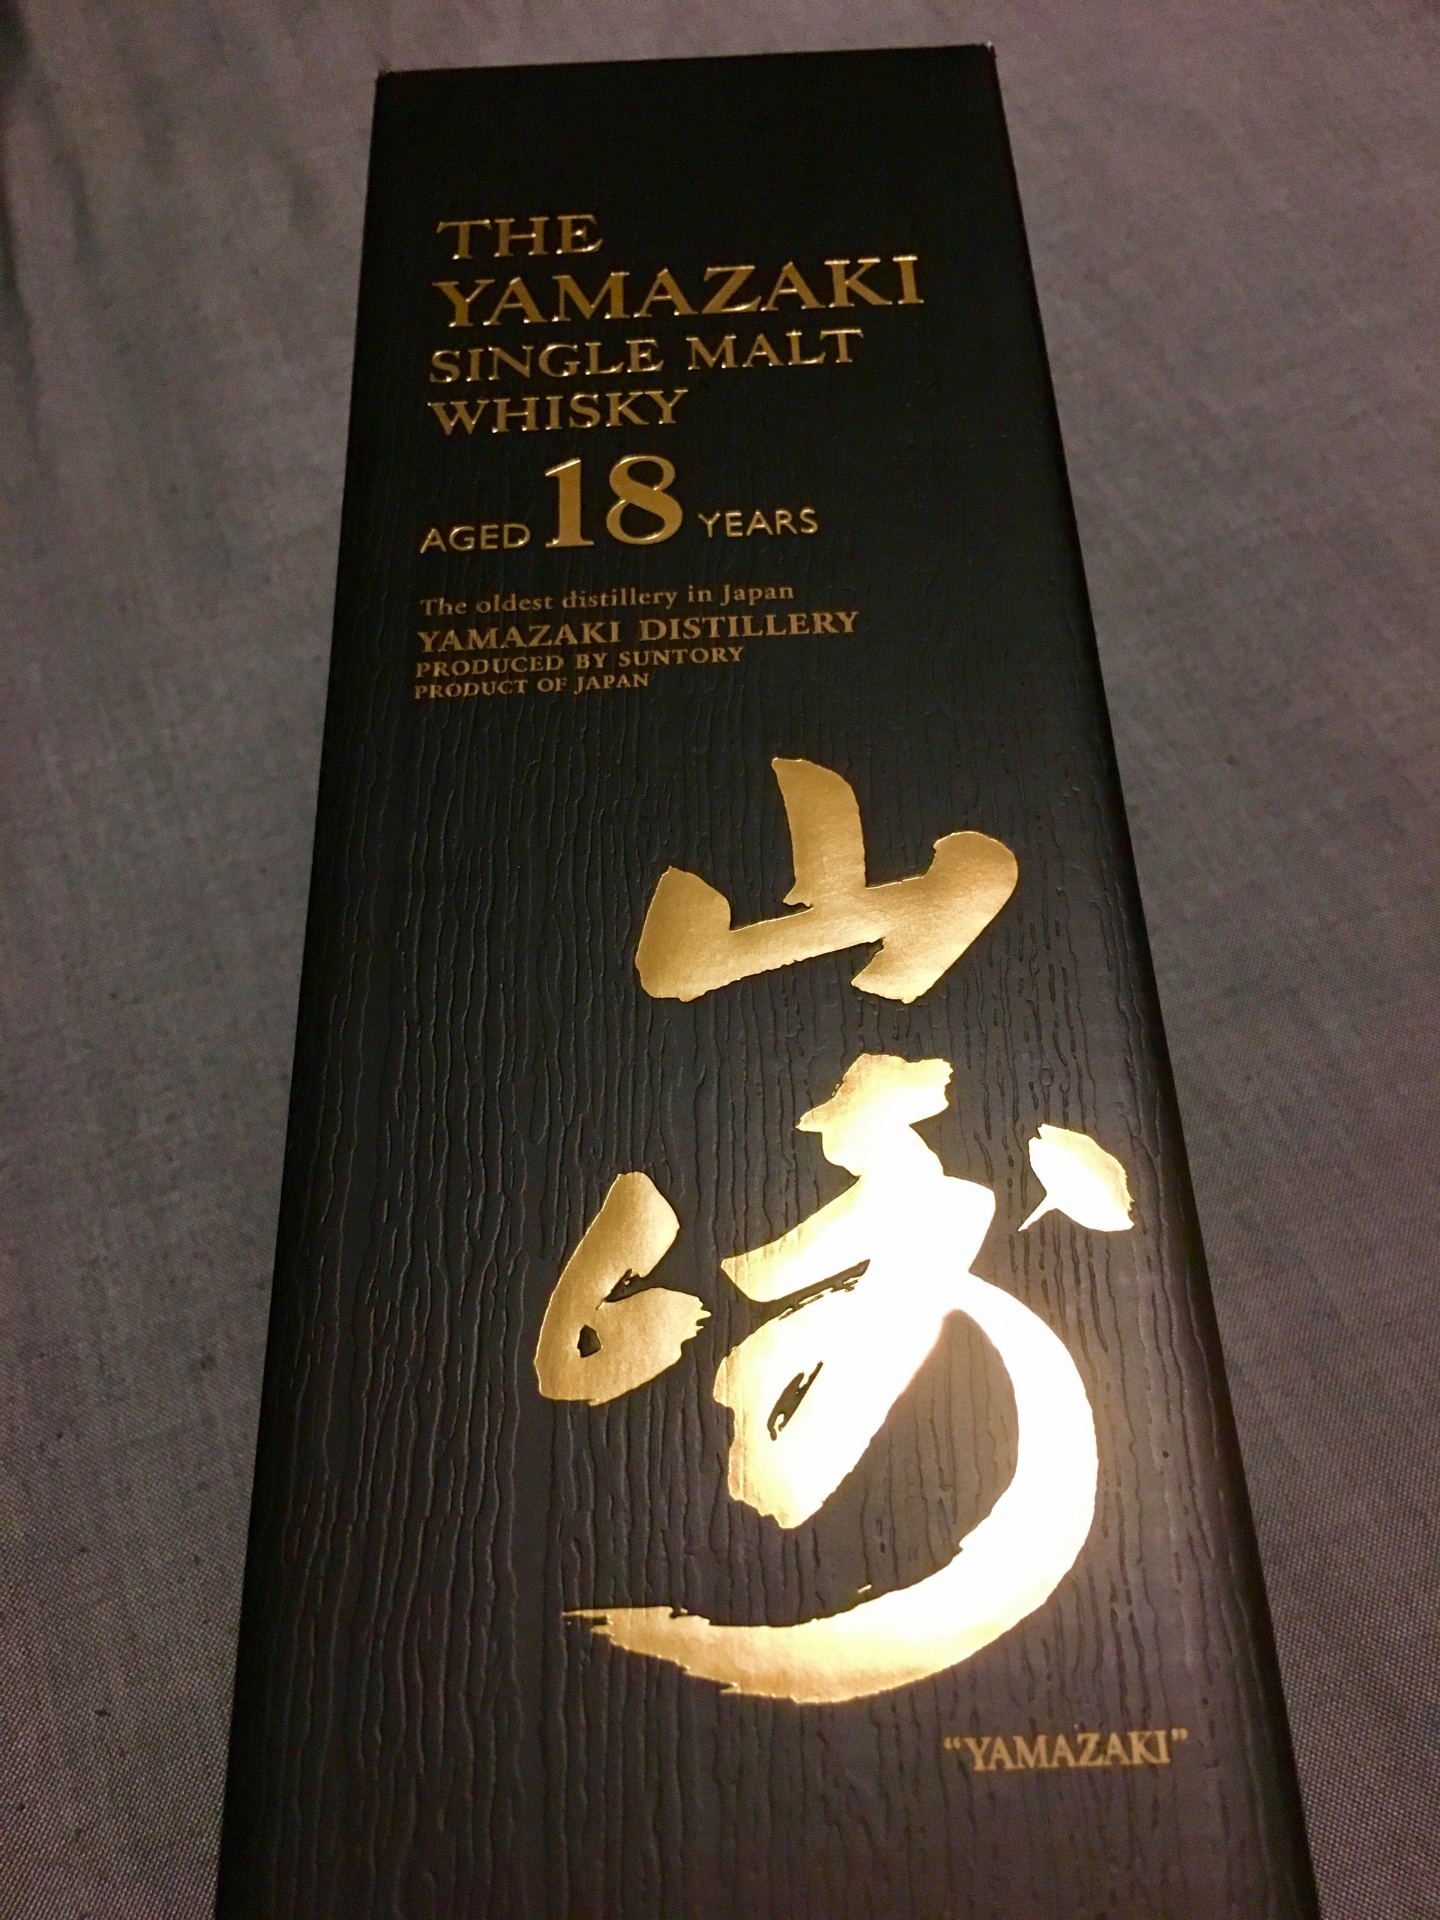 THE
YAMAZAKI
SINGLE MALT
WHISKY
AGED 18 YEARS
The oldest distillery in Japan
YAMAZAKI DISTILLERY
PRODUCED BY SUNTORY
PRODUCT OF JAPAN
山
崎
“YAMAZAKI”